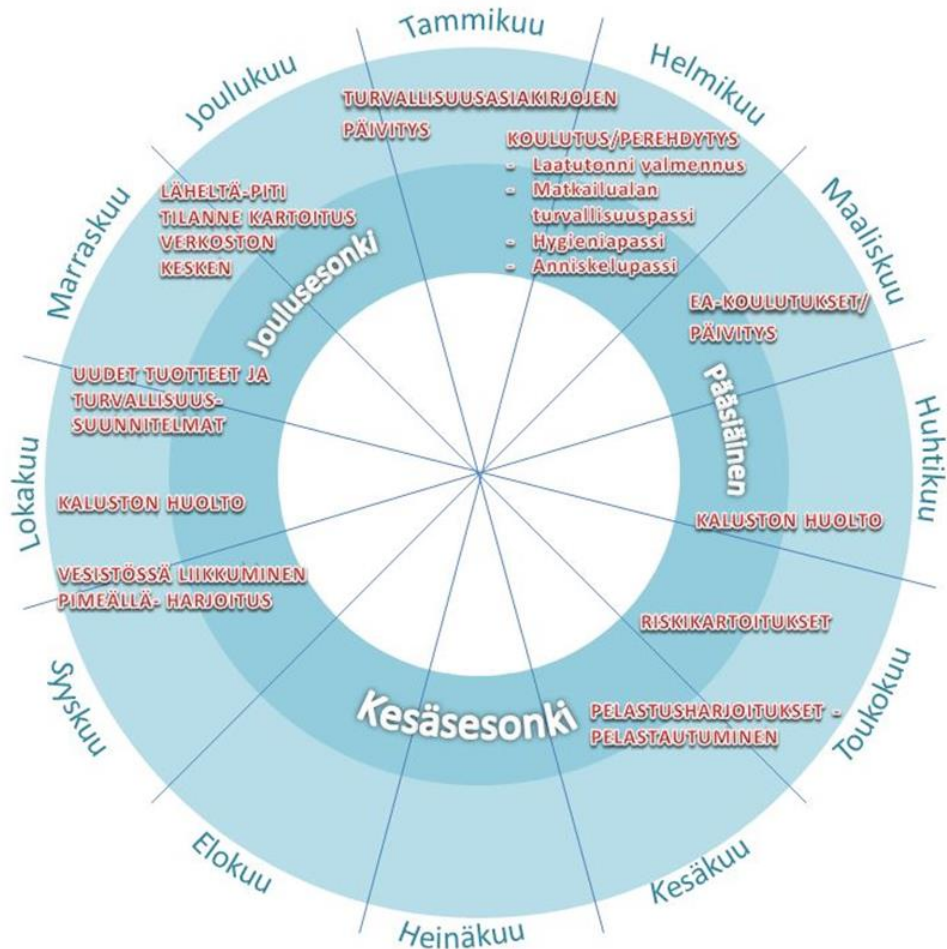 Tammikuu
Helmikuu
Maaliskuu
Huhtikuu
Toukokuu
Kesäkuu
Heinäkuu
Elokuu
Syyskuu
Lokakuu
Marraskuu
Joulukuu
TURVALLISUUSASIAKIRJOJEN
PÄIVITYS
KOULUTUS/PEREHDYTYS
- Laatutonni valmennus
- Matkailualan
turvallisuuspassi
- Hygieniapassi
- Anniskelupassi
EA-KOULUTUKSET/
PÄIVITYS
Pääsiäinen
KALUSTON HUOLTO
RISKIKARTOITUKSET
PELASTUSHARJOITUKSET -
PELASTAUTUMINEN
Kesäsesonki
VESISTÖSSÄ LIIKKUMINEN
PIMEÄLLÄ- HARJOITUS
KALUSTON HUOLTO
UUDET TUOTTEET JA
TURVALLISUUS-
SUUNNITELMAT
LÄHELTÄ-PITI
TILANNE KARTOITUS
VERKOSTON
KESKEN
Joulusesonki